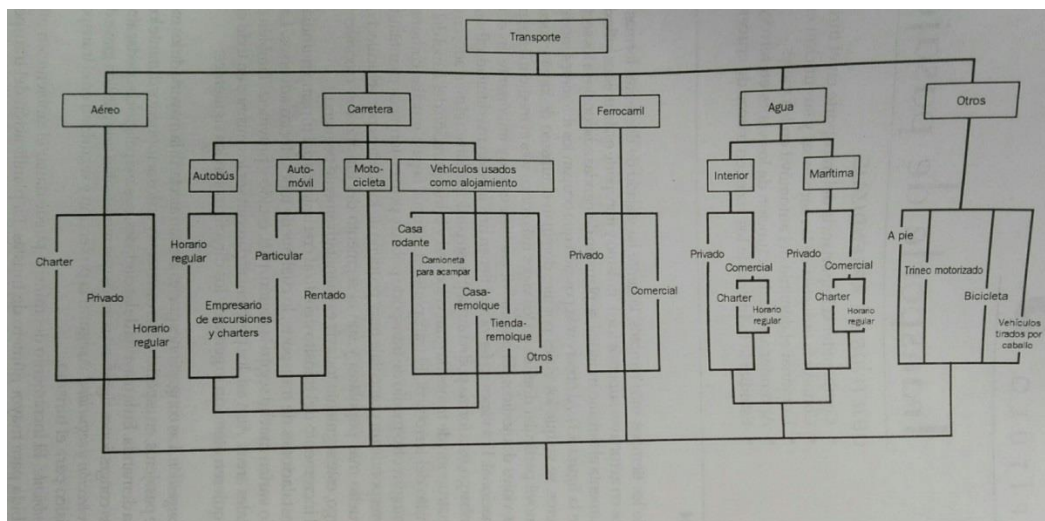 Transporte
Aéreo
Carretera
Ferrocarril
Agua
Otros
Autobús
Auto-
móvil
Moto-
cicleta
Vehículos usados
como alojamiento
Interior
Marítima
Charter
Privado
Horario
regular
Horario
regular
Empresario
de excursiones
y charters
Particular
Rentado
Casa
rodante
Camioneta
para acampar
Casa-
remolque
Tienda-
remolque
Otros
Privado
Comercial
Privado
Comercial
Charter
Horario
regular
Privado
Comercial
Charter
Horario
regular
A pie
Trineo motorizado
Bicicleta
Vehículos
tirados por
caballo